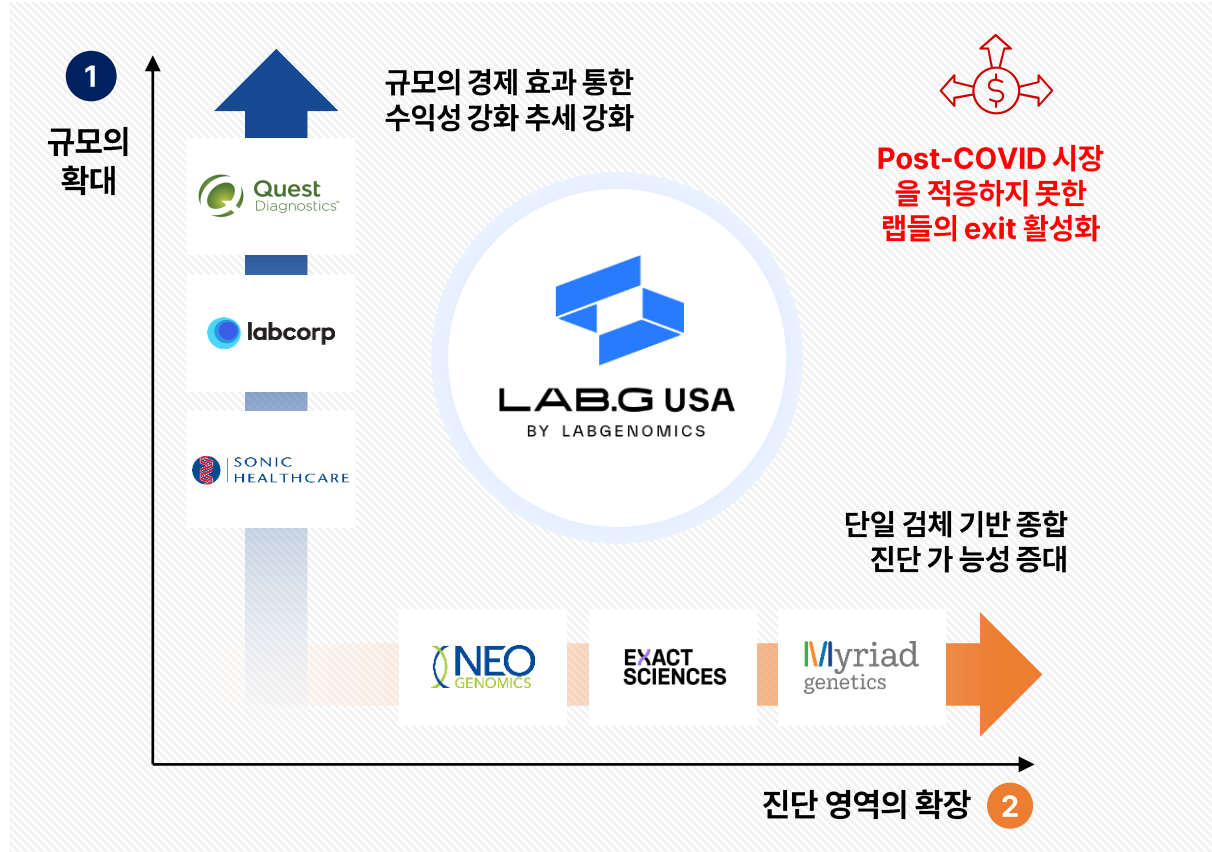 1
규모의
확대
규모의 경제 효과 통한
수익성 강화 추세 강화
$
Post-COVID 시장
을 적응하지 못한
랩들의 exit 활성화
Quest
Diagnostics™
labcorp
SONIC
HEALTHCARE
LAB.G USA
BY LABGENOMICS
단일 검체 기반 종합
진단 가 능성 증대
NEO
GENOMICS
EXACT
SCIENCES
Myriad
genetics
진단 영역의 확장 2